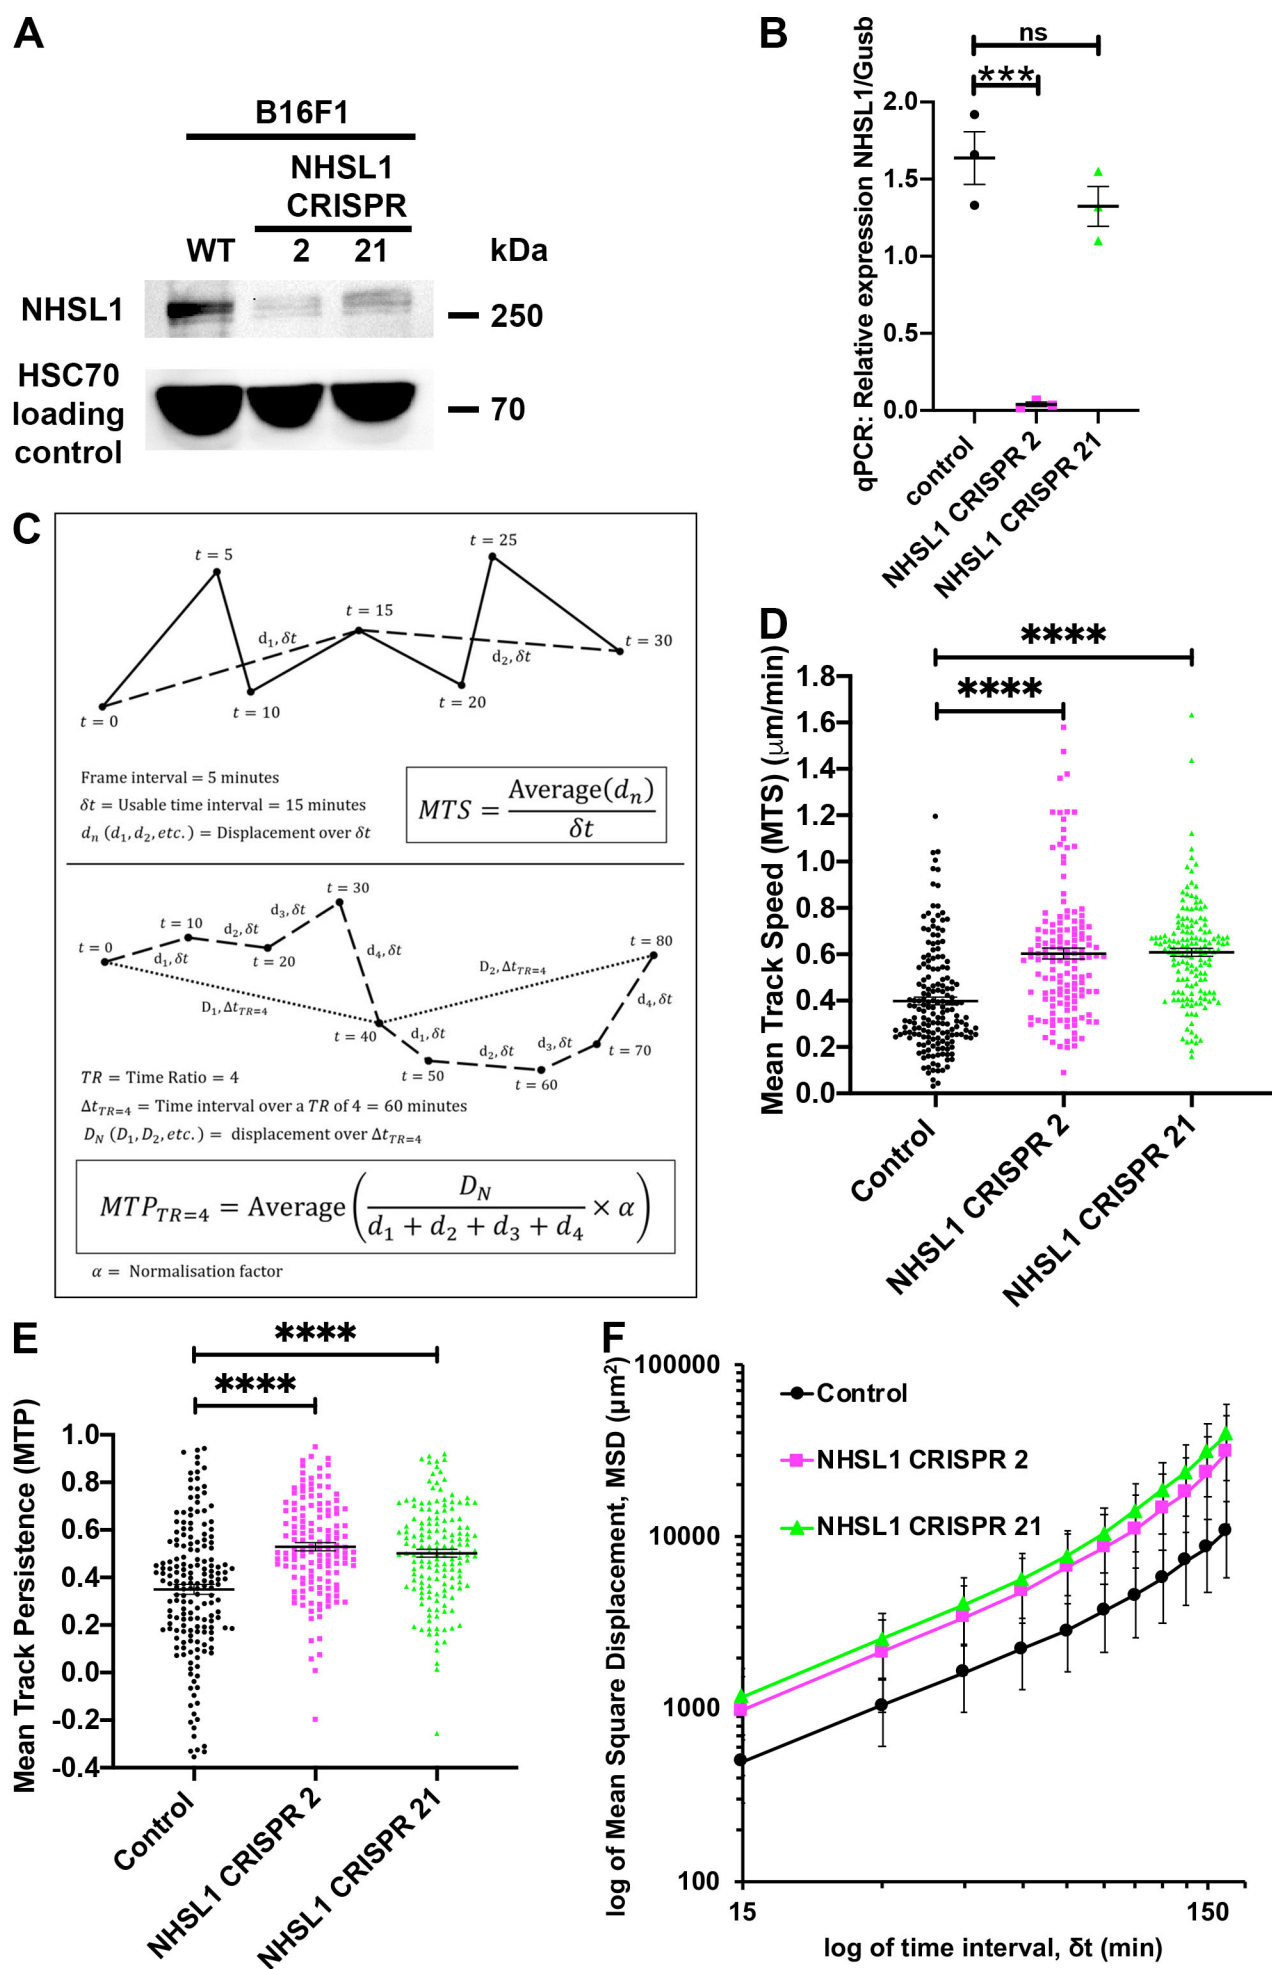 A
B16F1
NHSL1
CRISPR
WT 2 21 kDa
NHSL1 250
HSC70
loading
control
70
B
ns
***
qPCR: Relative expression NHSL1/Gusb
2.0
1.5
1.0
0.5
0.0
control
NHSL1 CRISPR 2
NHSL1 CRISPR 21
C
t = 5
t = 25
t = 15
d₁, δt
t = 30
d₂, δt
t = 0
t = 10
t = 20
Frame interval = 5 minutes
δt = Usable time interval = 15 minutes
dₙ (d₁, d₂, etc.) = Displacement over δt
MTS = Average(dₙ) / δt
t = 30
t = 10
d₂, δt
d₃, δt
t = 0
d₁, δt
t = 20
d₄, δt
t = 80
D₂, Δt_TR=4
D₁, Δt_TR=4
d₄, δt
t = 40
d₁, δt
d₂, δt
d₃, δt
t = 70
t = 50
t = 60
TR = Time Ratio = 4
Δt_TR=4 = Time interval over a TR of 4 = 60 minutes
D_N (D₁, D₂, etc.) = displacement over Δt_TR=4
MTP_TR=4 = Average(D_N / (d₁ + d₂ + d₃ + d₄) × α)
α = Normalisation factor
D
****
****
Mean Track Speed (MTS) (μm/min)
1.8
1.6
1.4
1.2
1.0
0.8
0.6
0.4
0.2
0.0
Control
NHSL1 CRISPR 2
NHSL1 CRISPR 21
E
****
****
Mean Track Persistence (MTP)
1.0
0.8
0.6
0.4
0.2
0.0
-0.2
-0.4
Control
NHSL1 CRISPR 2
NHSL1 CRISPR 21
F
log of Mean Square Displacement, MSD (μm²)
100000
10000
1000
100
Control
NHSL1 CRISPR 2
NHSL1 CRISPR 21
15 150
log of time interval, δt (min)